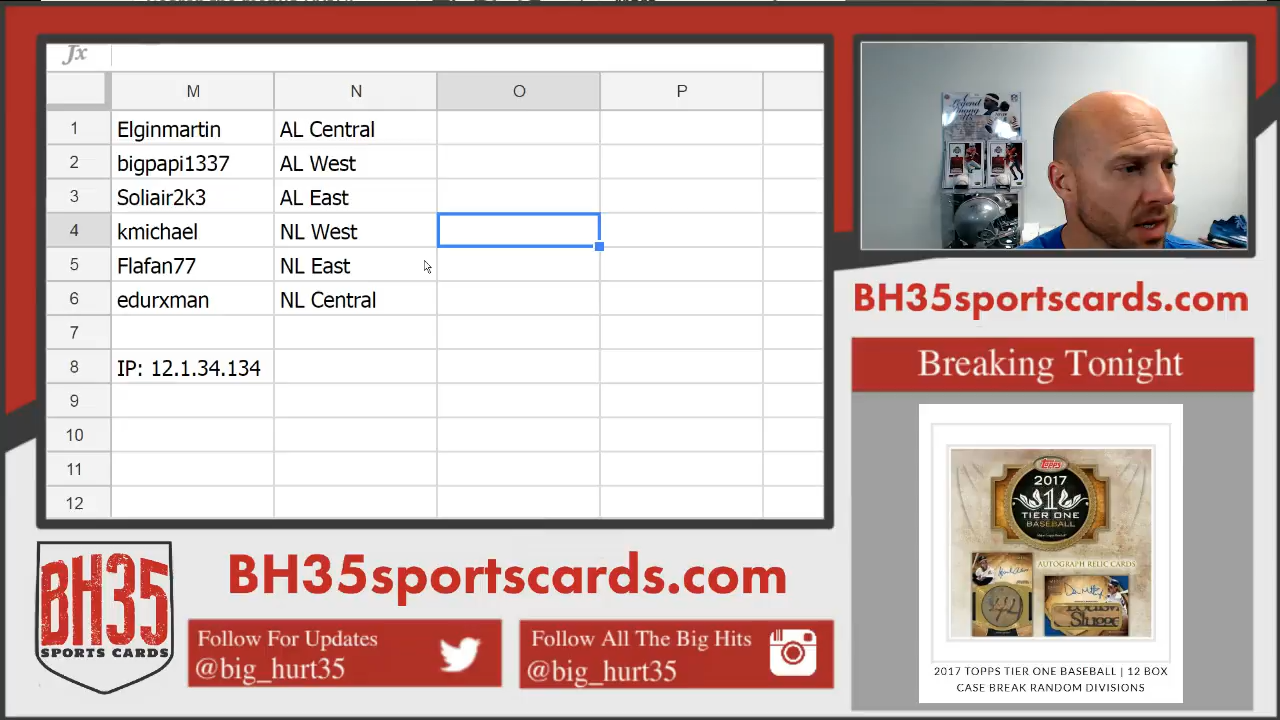 Jx
M N O P
1 Elginmartin AL Central
2 bigpapi1337 AL West
3 Soliair2k3 AL East
4 kmichael NL West
5 Flafan77 NL East
6 edurxman NL Central
7
8 IP: 12.1.34.134
9
10
11
12
BH35sportscards.com
Breaking Tonight
Topps
2017
1
TIER ONE
BASEBALL
AUTOGRAPH RELIC CARDS
2017 TOPPS TIER ONE BASEBALL | 12 BOX
CASE BREAK RANDOM DIVISIONS
BH35
SPORTS CARDS
BH35sportscards.com
Follow For Updates
@big_hurt35
Follow All The Big Hits
@big_hurt35